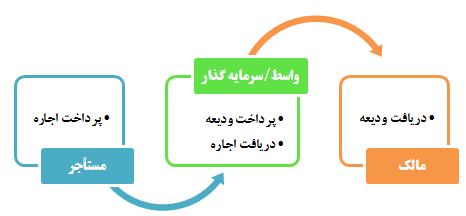 دریافت ودیعه
مالک
واسط/سرمایه گذار
پرداخت ودیعه
دریافت اجاره
پرداخت اجاره
مستأجر